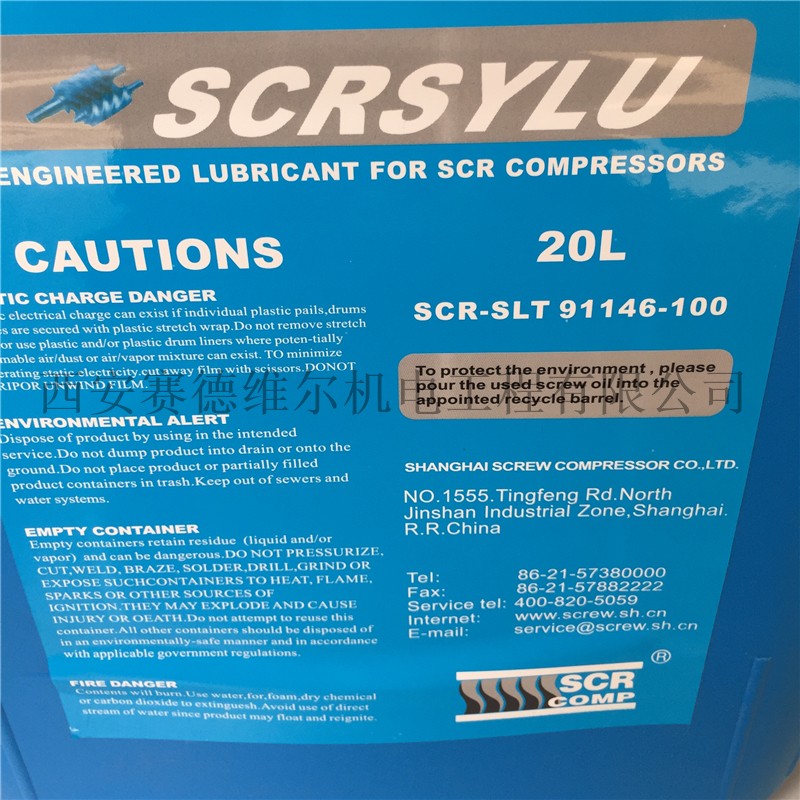 SCRSYLU
ENGINEERED LUBRICANT FOR SCR COMPRESSORS
CAUTIONS
TIC CHARGE DANGER
c electrical charge can exist if individual plastic pails,drums
es are secured with plastic stretch wrap.Do not remove stretch
or use plastic and/or plastic drum liners where poten-tially
mable air/dust or air/vapor mixture can exist. TO minimize
erating static electricity,cut away film with scissors.DONOT
RIPOR UNWIND FILM.
ENVIRONMENTAL ALERT
Dispose of product by using in the intended
service.Do not dump product into drain or onto the
ground.Do not place product or partially filled
product containers in trash.Keep out of sewers and
water systems.
EMPTY CONTAINER
Empty containers retain residue (liquid and/or
vapor) and can be dangerous.DO NOT PRESSURIZE,
CUT,WELD, BRAZE, SOLDER,DRILL,GRIND OR
EXPOSE SUCHCONTAINERS TO HEAT, FLAME,
SPARKS OR OTHER SOURCES OF
IGNITION.THEY MAY EXPLODE AND CAUSE
INJURY OR OEATH.Do not attempt to reuse this
container.All other containers should be disposed of
in an environmentally-safe manner and in accordance
with applicable government regulations.
FIRE DANGER
Contents will burn.Use water,for,foam,dry chemical
or carbon dioxide to extinguesh.Avoid use of direct
stream of water since product may float and reignite.
20L
SCR-SLT 91146-100
To protect the environment , please
pour the used screw oil into the
appointed/recycle barrel.
西安赛德维尔机电工程有限公司
SHANGHAI SCREW COMPRESSOR CO.,LTD.
NO.1555.Tingfeng Rd.North
Jinshan Industrial Zone,Shanghai.
R.R.China
Tel: 86-21-57380000
Fax: 86-21-57882222
Service tel: 400-820-5059
Internet: www.screw.sh.cn
E-mail: service@screw.sh.cn
SCR ®
COMP